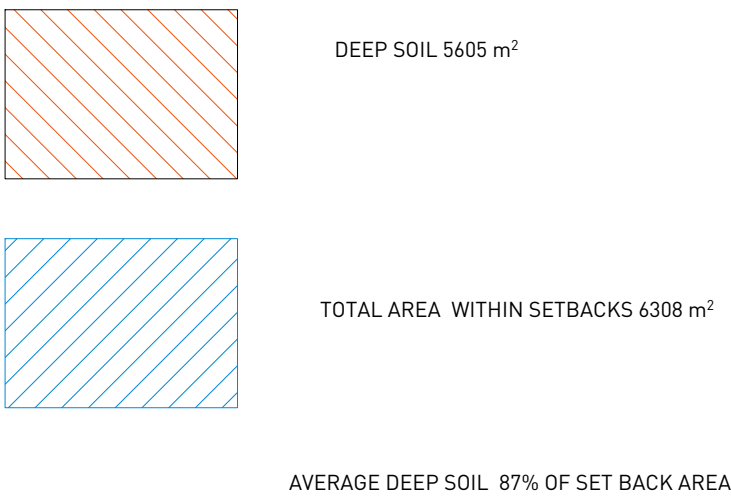 DEEP SOIL 5605 m²
TOTAL AREA WITHIN SETBACKS 6308 m²
AVERAGE DEEP SOIL 87% OF SET BACK AREA